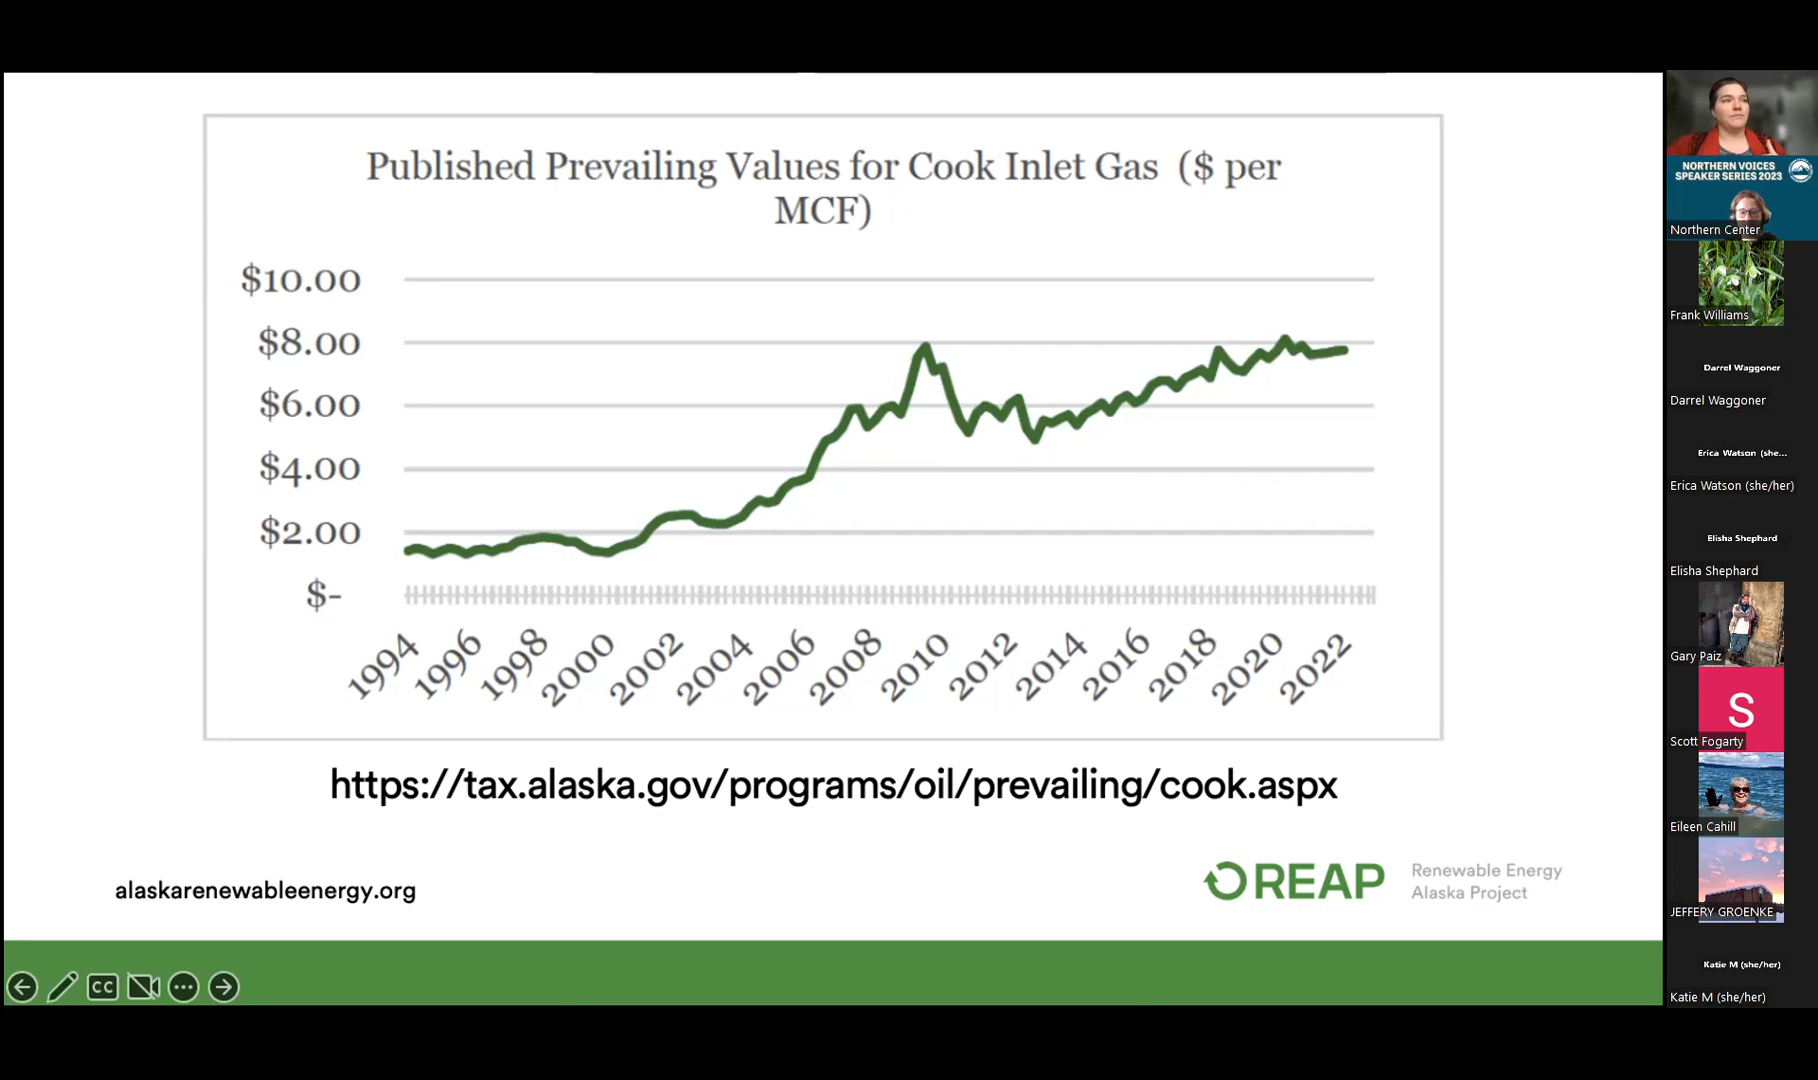 Published Prevailing Values for Cook Inlet Gas ($ per
MCF)
$10.00
$8.00
$6.00
$4.00
$2.00
$-
1994
1996
1998
2000
2002
2004
2006
2008
2010
2012
2014
2016
2018
2020
2022
https://tax.alaska.gov/programs/oil/prevailing/cook.aspx
alaskarenewableenergy.org
REAP
Renewable Energy
Alaska Project
CC
NORTHERN VOICES
SPEAKER SERIES 2023
Northern Center
Frank Williams
Darrel Waggoner
Darrel Waggoner
Erica Watson (she...
Erica Watson (she/her)
Elisha Shephard
Elisha Shephard
Gary Paiz
S
Scott Fogarty
Eileen Cahill
JEFFERY GROENKE
Katie M (she/her)
Katie M (she/her)